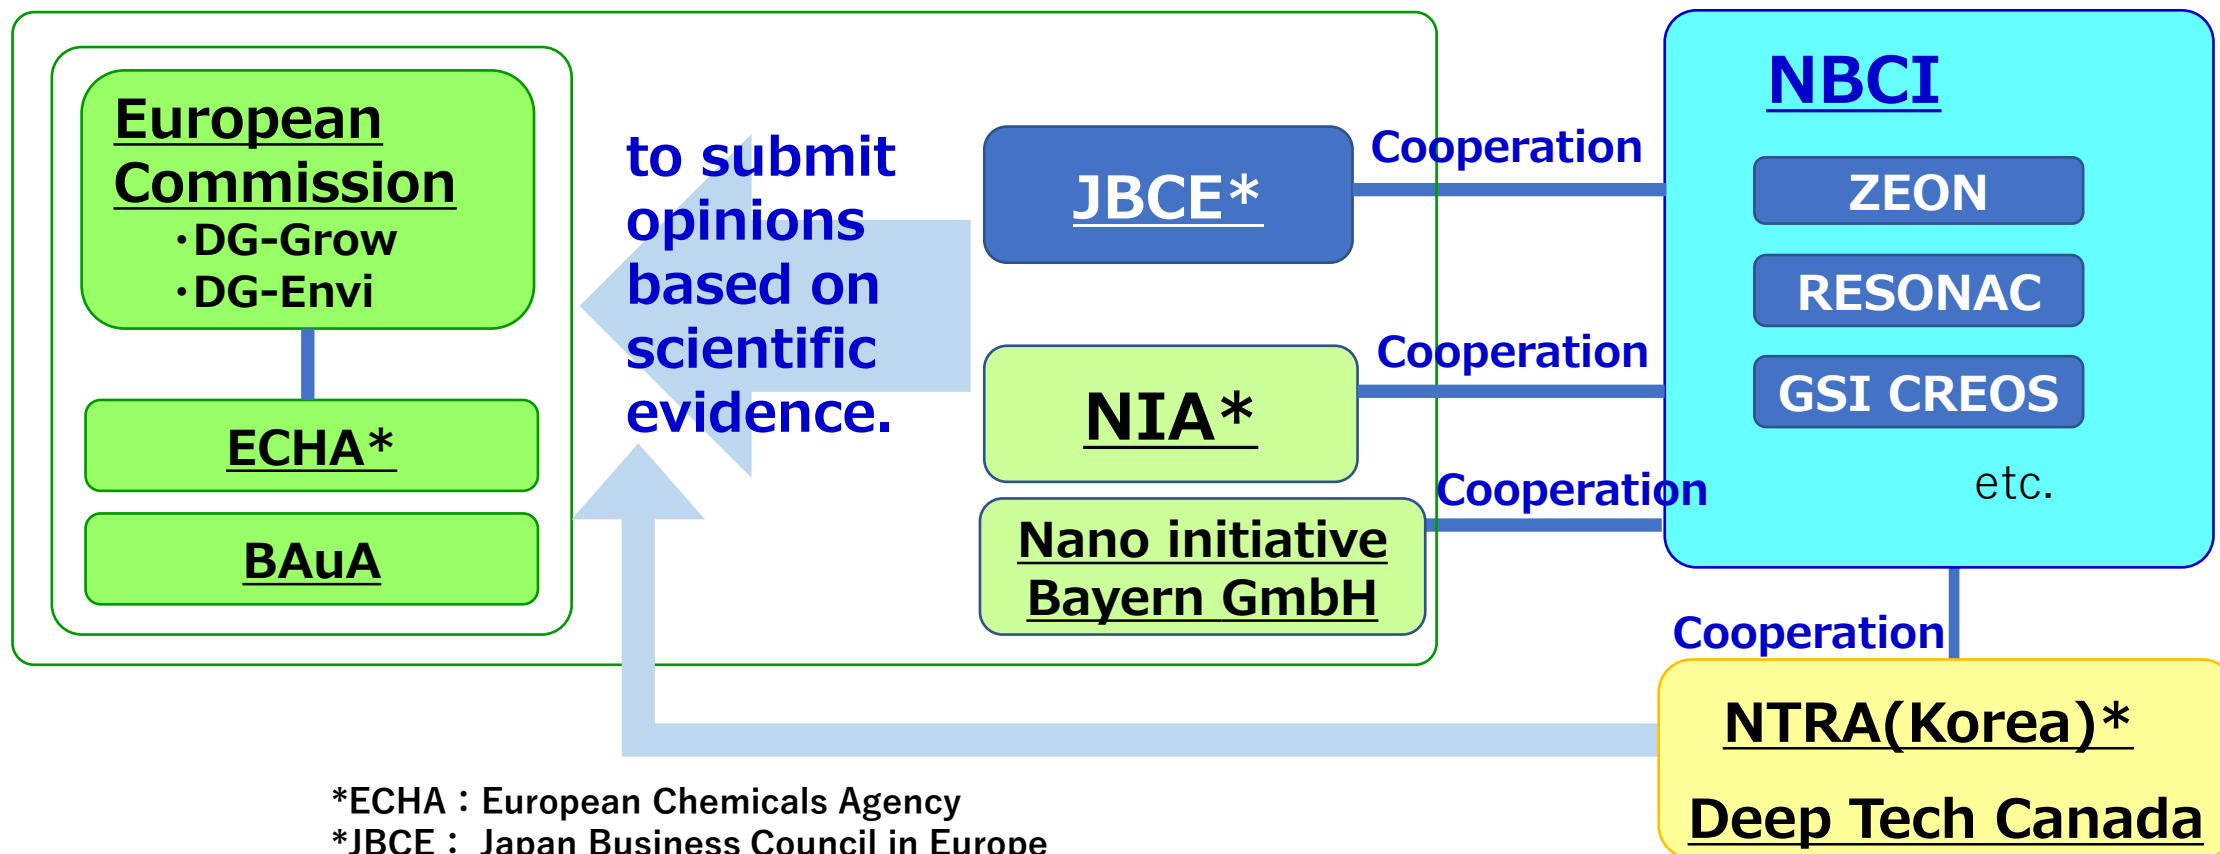 European
Commission
・DG-Grow
・DG-Envi
ECHA*
BAuA
to submit
opinions
based on
scientific
evidence.
JBCE*
NIA*
Nano initiative
Bayern GmbH
Cooperation
Cooperation
Cooperation
NBCI
ZEON
RESONAC
GSI CREOS
etc.
Cooperation
NTRA(Korea)*
Deep Tech Canada
*ECHA：European Chemicals Agency
*JBCE： Japan Business Council in Europe